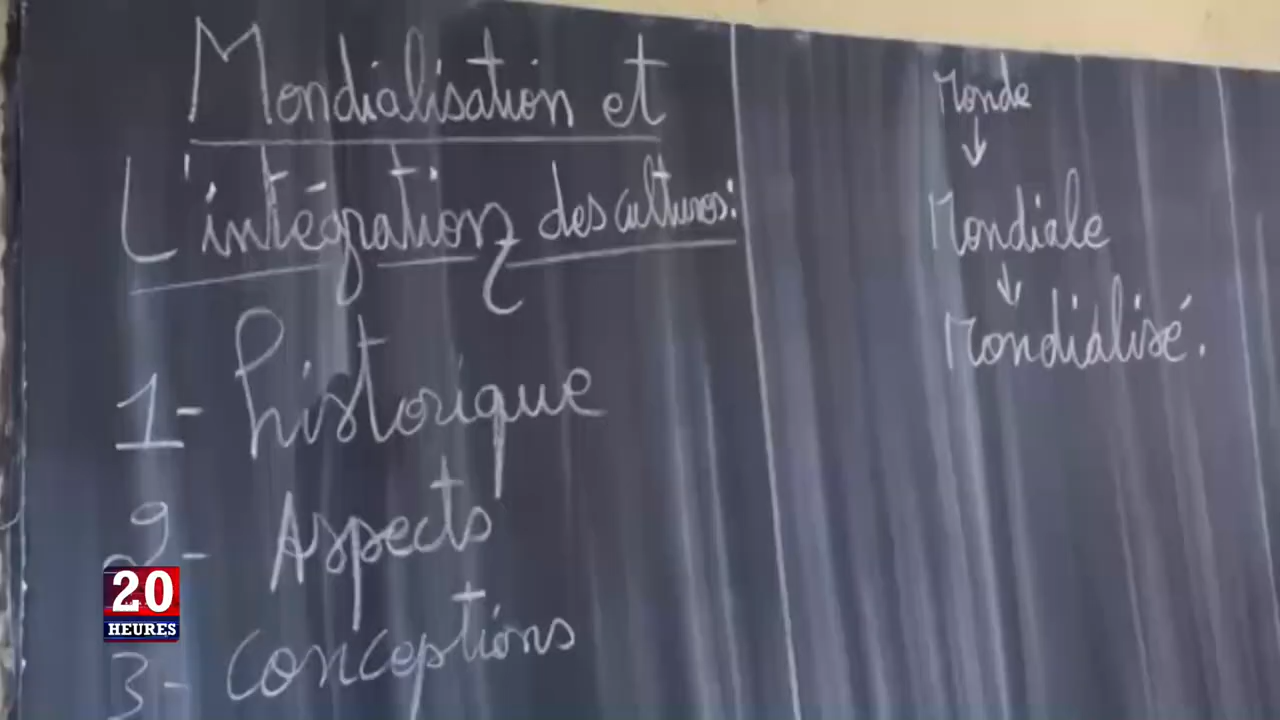 Mondialisation et
L'intégration des cultures:
1- historique
2- Aspects
3- conceptions
Monde
↓
Mondiale
↓
Mondialisé.
20
HEURES